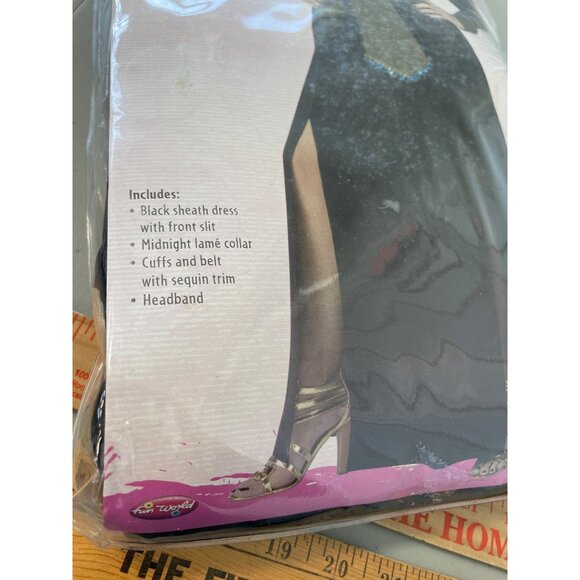 Includes:
• Black sheath dress
with front slit
• Midnight lamé collar
• Cuffs and belt
with sequin trim
• Headband
fun world
THE HOM
THE FI
19
20